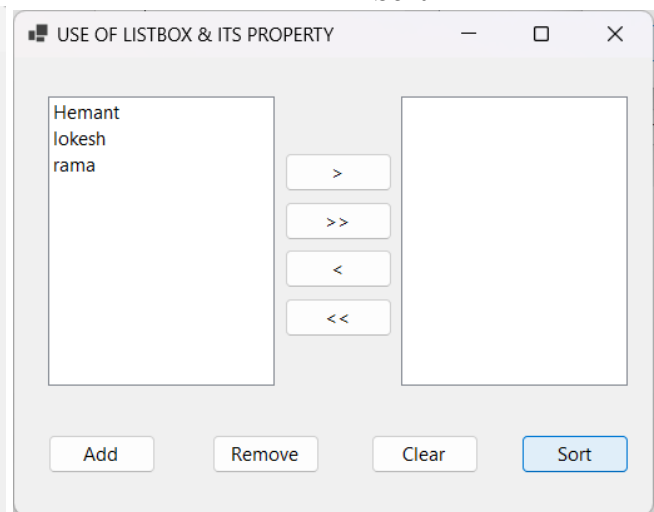 USE OF LISTBOX & ITS PROPERTY
Hemant
lokesh
rama
>
>>
<
<<
Add Remove Clear Sort